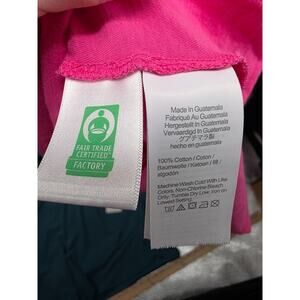 FAIR TRADE
CERTIFIED™
FACTORY
Made In Guatemala
Fabriqué Au Guatemala
Hergestellt In Guatemala
Vervaardigd In Guatemala
グアテマラ製
hecho en guatemala
100% Cotton / Coton /
Baumwolle / Katoen / 綿 /
algodón
Machine Wash Cold With Like
Colors. Non-Chlorine Bleach
Only. Tumble Dry Low. Iron on
Lowest Setting.